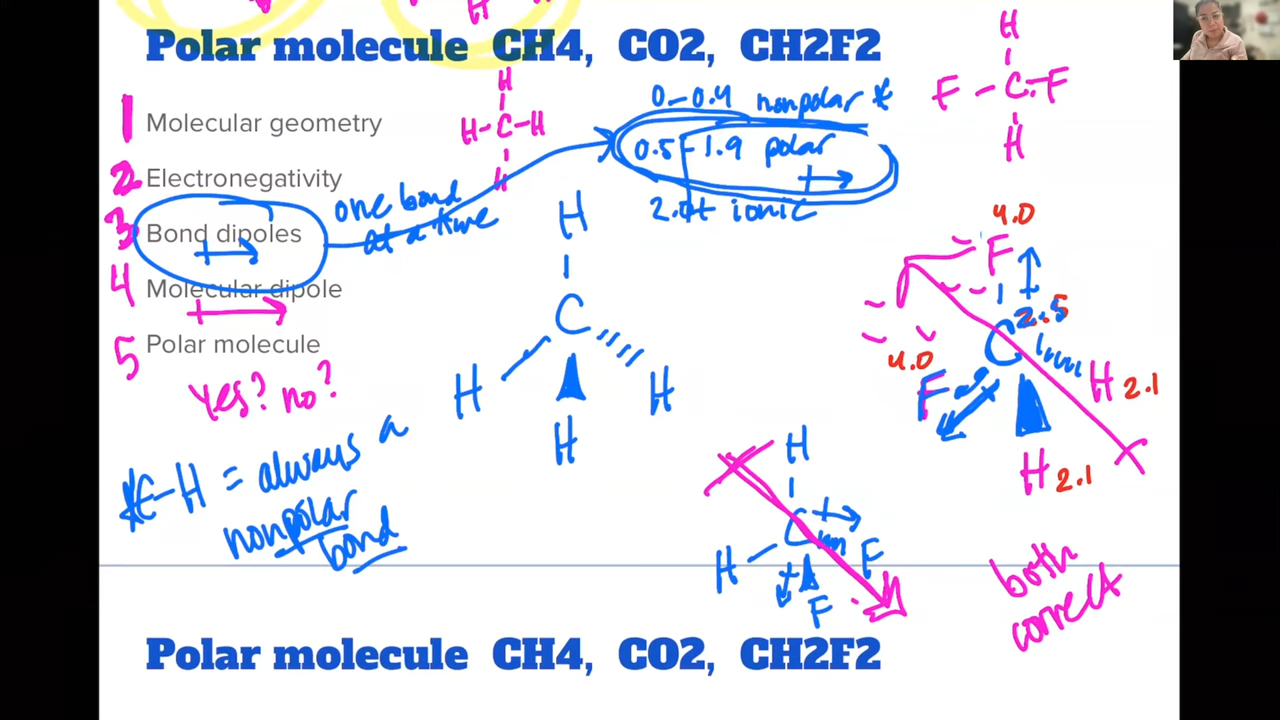 Polar molecule CH4, CO2, CH2F2
1 Molecular geometry
2 Electronegativity
3 Bond dipoles
one bond
at a time
4 Molecular dipole
5 Polar molecule
Yes? no?
*C-H = always a
nonpolar
bond
H
H-C-H
H
0-0.4 nonpolar *
0.5-1.9 polar
2.0+ ionic
H
C
H H
H
H
F-C-F
H
4.0
F
2.5
C
4.0
F
H 2.1
H 2.1
H
C
H F
F
both
correct
Polar molecule CH4, CO2, CH2F2